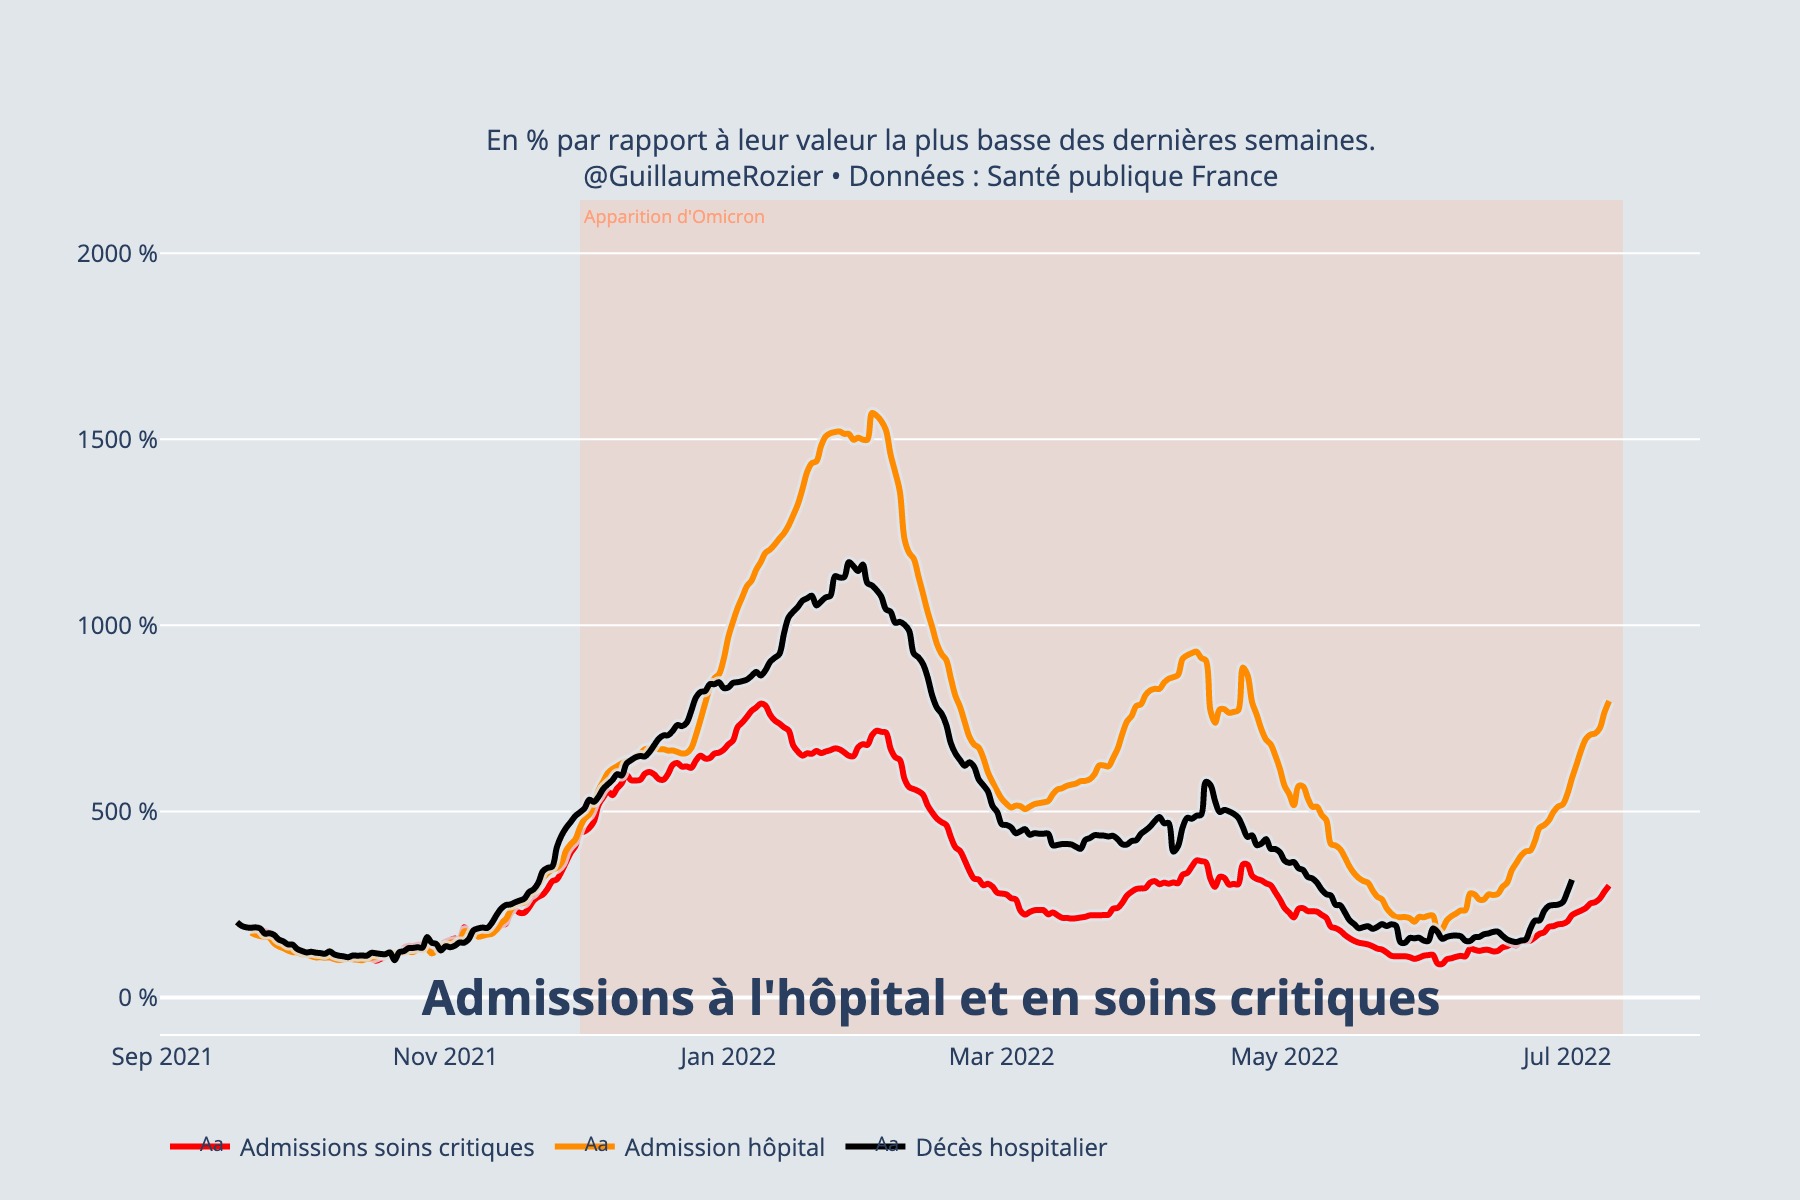 En % par rapport à leur valeur la plus basse des dernières semaines.
@GuillaumeRozier • Données : Santé publique France
Apparition d'Omicron
2000 %
1500 %
1000 %
500 %
0 %
Admissions à l'hôpital et en soins critiques
Sep 2021 Nov 2021 Jan 2022 Mar 2022 May 2022 Jul 2022
Aa Admissions soins critiques Aa Admission hôpital Aa Décès hospitalier